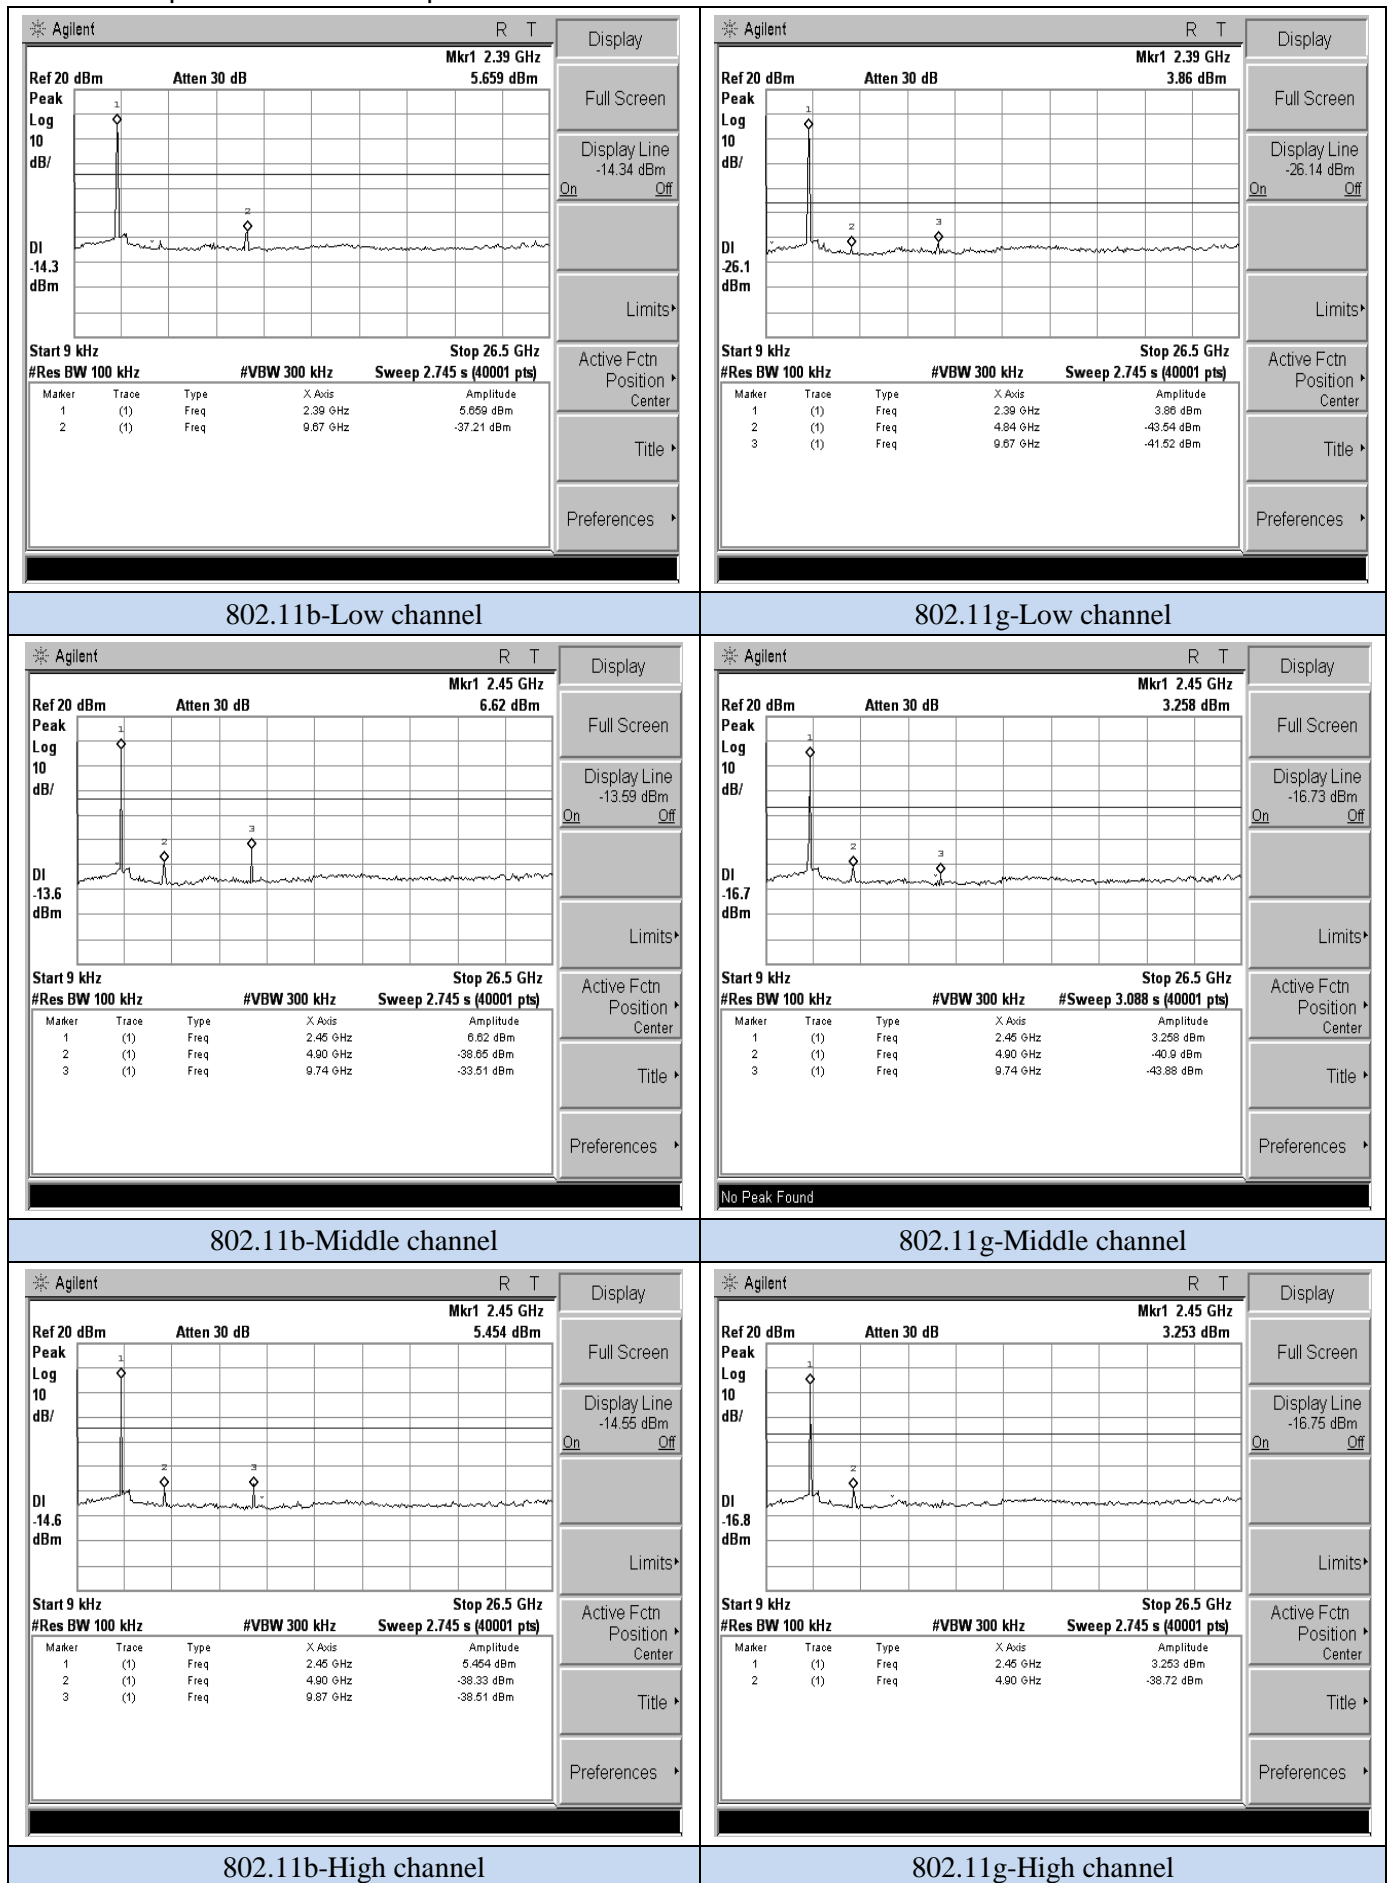 Agilent R T
Mkr1 2.39 GHz
Ref 20 dBm Atten 30 dB 5.659 dBm
Peak
Log
10
dB/
1
2
DI
-14.3
dBm
Start 9 kHz Stop 26.5 GHz
#Res BW 100 kHz #VBW 300 kHz Sweep 2.745 s (40001 pts)
Marker Trace Type X Axis Amplitude
1 (1) Freq 2.39 GHz 5.659 dBm
2 (1) Freq 9.67 GHz -37.21 dBm
Display
Full Screen
Display Line
-14.34 dBm
On Off
Limits
Active Fctn
Position
Center
Title
Preferences
802.11b-Low channel
Agilent R T
Mkr1 2.39 GHz
Ref 20 dBm Atten 30 dB 3.86 dBm
Peak
Log
10
dB/
1
2
3
DI
-26.1
dBm
Start 9 kHz Stop 26.5 GHz
#Res BW 100 kHz #VBW 300 kHz Sweep 2.745 s (40001 pts)
Marker Trace Type X Axis Amplitude
1 (1) Freq 2.39 GHz 3.86 dBm
2 (1) Freq 4.84 GHz -43.54 dBm
3 (1) Freq 9.67 GHz -41.52 dBm
Display
Full Screen
Display Line
-26.14 dBm
On Off
Limits
Active Fctn
Position
Center
Title
Preferences
802.11g-Low channel
Agilent R T
Mkr1 2.45 GHz
Ref 20 dBm Atten 30 dB 6.62 dBm
Peak
Log
10
dB/
1
2
3
DI
-13.6
dBm
Start 9 kHz Stop 26.5 GHz
#Res BW 100 kHz #VBW 300 kHz Sweep 2.745 s (40001 pts)
Marker Trace Type X Axis Amplitude
1 (1) Freq 2.45 GHz 6.62 dBm
2 (1) Freq 4.90 GHz -38.65 dBm
3 (1) Freq 9.74 GHz -33.51 dBm
Display
Full Screen
Display Line
-13.59 dBm
On Off
Limits
Active Fctn
Position
Center
Title
Preferences
802.11b-Middle channel
Agilent R T
Mkr1 2.45 GHz
Ref 20 dBm Atten 30 dB 3.258 dBm
Peak
Log
10
dB/
1
2
3
DI
-16.7
dBm
Start 9 kHz Stop 26.5 GHz
#Res BW 100 kHz #VBW 300 kHz #Sweep 3.088 s (40001 pts)
Marker Trace Type X Axis Amplitude
1 (1) Freq 2.45 GHz 3.258 dBm
2 (1) Freq 4.90 GHz -40.9 dBm
3 (1) Freq 9.74 GHz -43.88 dBm
No Peak Found
Display
Full Screen
Display Line
-16.73 dBm
On Off
Limits
Active Fctn
Position
Center
Title
Preferences
802.11g-Middle channel
Agilent R T
Mkr1 2.45 GHz
Ref 20 dBm Atten 30 dB 5.454 dBm
Peak
Log
10
dB/
1
2
3
DI
-14.6
dBm
Start 9 kHz Stop 26.5 GHz
#Res BW 100 kHz #VBW 300 kHz Sweep 2.745 s (40001 pts)
Marker Trace Type X Axis Amplitude
1 (1) Freq 2.45 GHz 5.454 dBm
2 (1) Freq 4.90 GHz -38.33 dBm
3 (1) Freq 9.87 GHz -38.51 dBm
Display
Full Screen
Display Line
-14.55 dBm
On Off
Limits
Active Fctn
Position
Center
Title
Preferences
802.11b-High channel
Agilent R T
Mkr1 2.45 GHz
Ref 20 dBm Atten 30 dB 3.253 dBm
Peak
Log
10
dB/
1
2
DI
-16.8
dBm
Start 9 kHz Stop 26.5 GHz
#Res BW 100 kHz #VBW 300 kHz Sweep 2.745 s (40001 pts)
Marker Trace Type X Axis Amplitude
1 (1) Freq 2.45 GHz 3.253 dBm
2 (1) Freq 4.90 GHz -38.72 dBm
Display
Full Screen
Display Line
-16.75 dBm
On Off
Limits
Active Fctn
Position
Center
Title
Preferences
802.11g-High channel